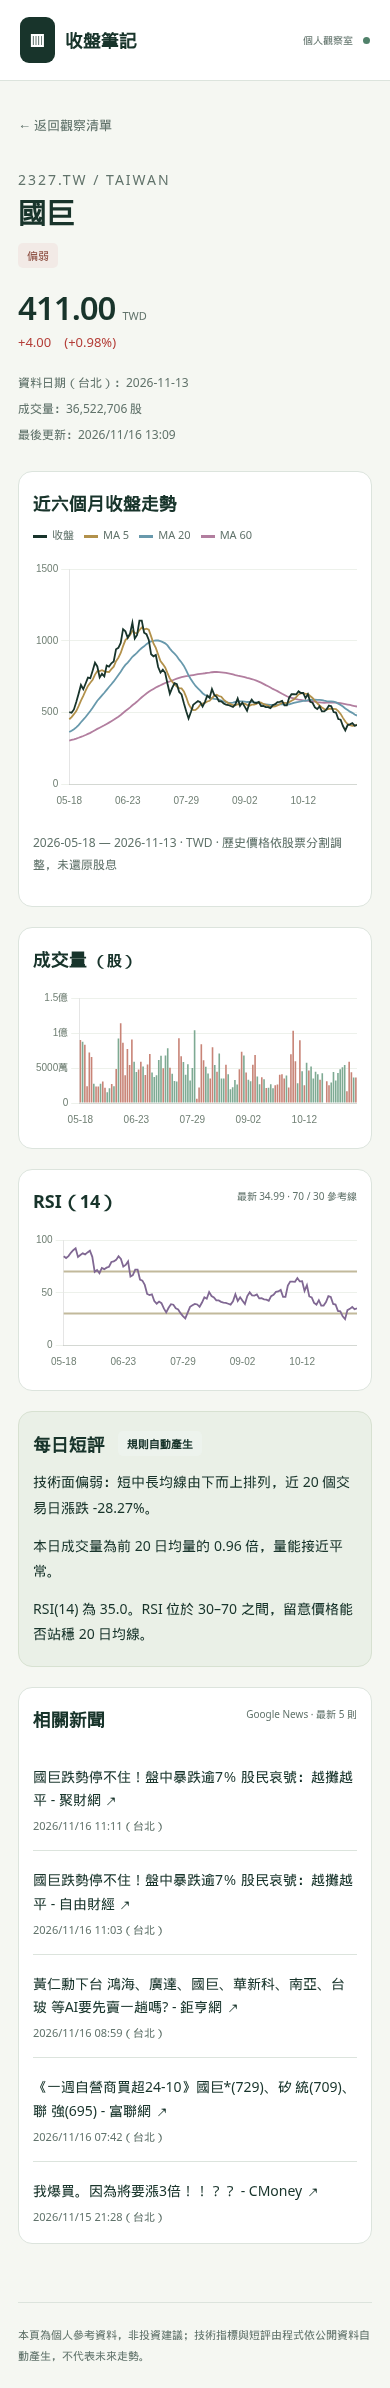 收盤筆記
個人觀察室
← 返回觀察清單
2327.TW / TAIWAN
國巨
偏弱
411.00 TWD
+4.00 (+0.98%)
資料日期（台北）：2026-11-13
成交量：36,522,706 股
最後更新：2026/11/16 13:09
近六個月收盤走勢
收盤 MA 5 MA 20 MA 60
1500
1000
500
0
05-18 06-23 07-29 09-02 10-12
2026-05-18 — 2026-11-13 · TWD · 歷史價格依股票分割調
整，未還原股息
成交量（股）
1.5億
1億
5000萬
0
05-18 06-23 07-29 09-02 10-12
RSI（14）
最新 34.99 · 70 / 30 參考線
100
50
0
05-18 06-23 07-29 09-02 10-12
每日短評 規則自動產生
技術面偏弱：短中長均線由下而上排列，近 20 個交
易日漲跌 -28.27%。
本日成交量為前 20 日均量的 0.96 倍，量能接近平
常。
RSI(14) 為 35.0。RSI 位於 30–70 之間，留意價格能
否站穩 20 日均線。
相關新聞
Google News · 最新 5 則
國巨跌勢停不住！盤中暴跌逾7% 股民哀號：越攤越
平 - 聚財網 ↗
2026/11/16 11:11（台北）
國巨跌勢停不住！盤中暴跌逾7% 股民哀號：越攤越
平 - 自由財經 ↗
2026/11/16 11:03（台北）
黃仁勳下台 鴻海、廣達、國巨、華新科、南亞、台
玻 等AI要先賣一趟嗎? - 鉅亨網 ↗
2026/11/16 08:59（台北）
《一週自營商買超24-10》國巨*(729)、矽 統(709)、
聯 強(695) - 富聯網 ↗
2026/11/16 07:42（台北）
我爆買。因為將要漲3倍！！？？ - CMoney ↗
2026/11/15 21:28（台北）
本頁為個人參考資料，非投資建議；技術指標與短評由程式依公開資料自
動產生，不代表未來走勢。